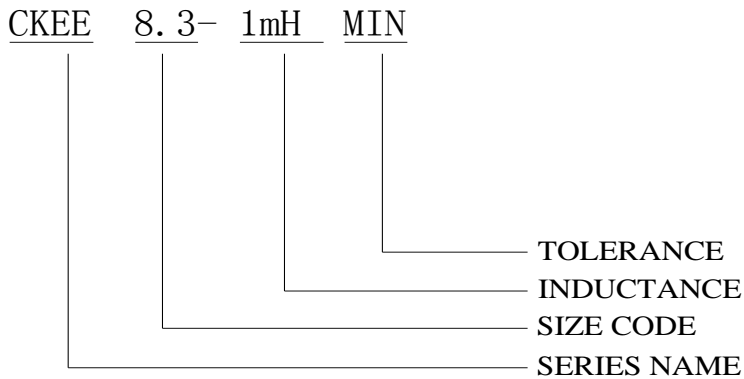 CKEE 8.3- 1mH MIN
TOLERANCE
INDUCTANCE
SIZE CODE
SERIES NAME